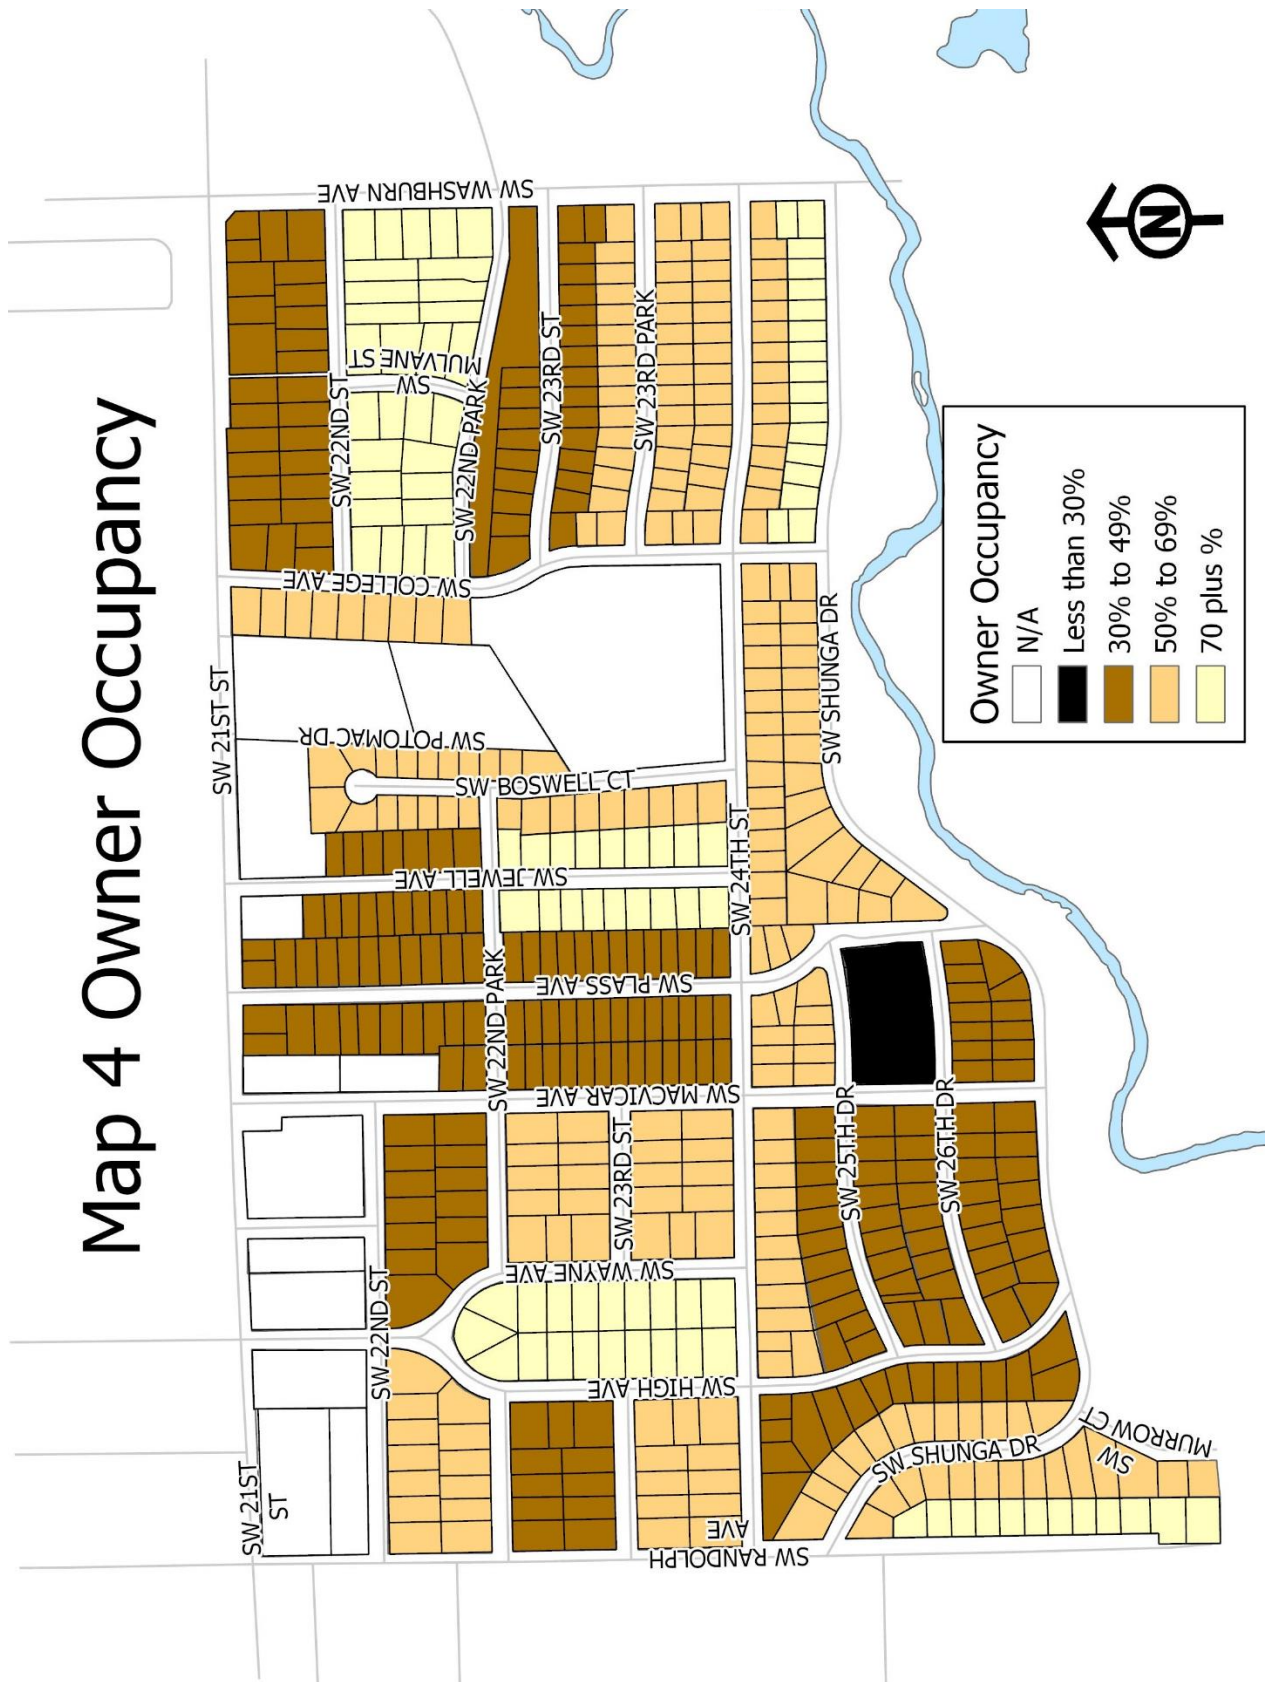 Map 4 Owner Occupancy
SW 21ST
ST
SW 21ST ST
SW 22ND ST
SW 22ND ST
SW 22ND PARK
SW 22ND PARK
SW 23RD ST
SW 23RD ST
SW 23RD PARK
SW 24TH ST
SW 25TH DR
SW 26TH DR
SW SHUNGA DR
SW SHUNGA DR
SW RANDOLPH
AVE
SW HIGH AVE
SW WAYNE AVE
SW MACVICAR AVE
SW PLASS AVE
SW JEWELL AVE
SW BOSWELL CT
SW POTOMAC DR
SW COLLEGE AVE
SW
MULVANE ST
SW WASHBURN AVE
SW
MURROW CT
N
Owner Occupancy
N/A
Less than 30%
30% to 49%
50% to 69%
70 plus %